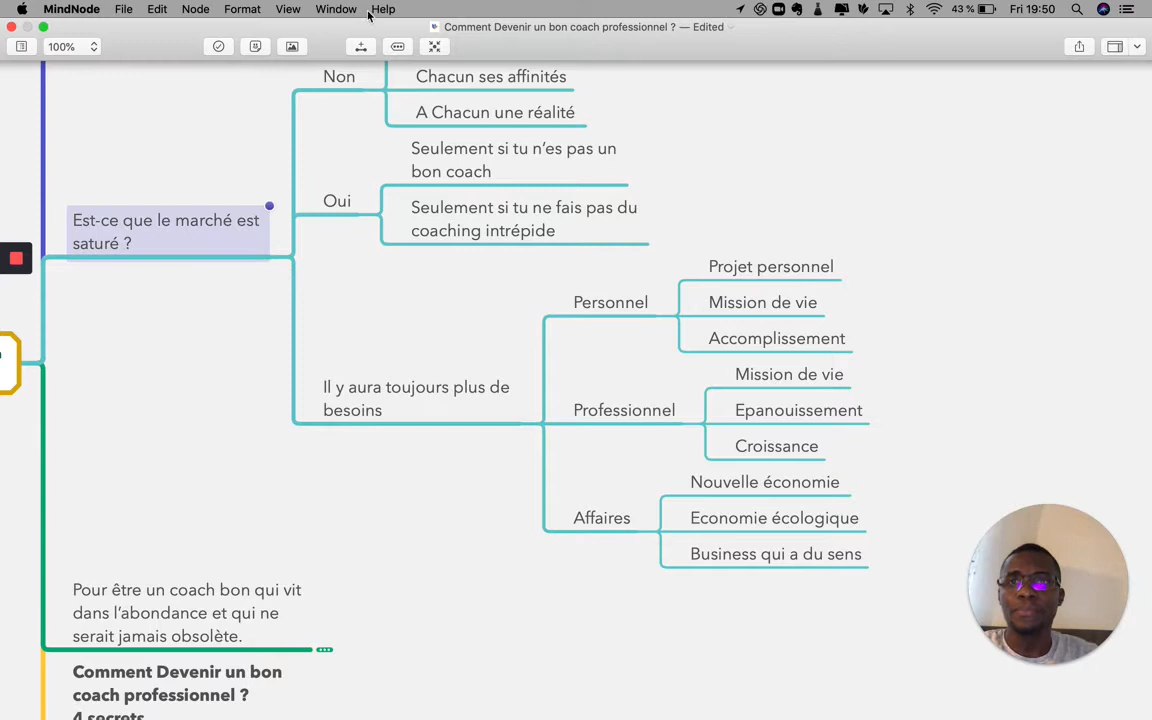 MindNode File Edit Node Format View Window Help
43 % Fri 19:50
Comment Devenir un bon coach professionnel ? — Edited
100%
Non
Chacun ses affinités
A Chacun une réalité
Seulement si tu n’es pas un
bon coach
Oui
Seulement si tu ne fais pas du
coaching intrépide
Est-ce que le marché est
saturé ?
Projet personnel
Personnel
Mission de vie
Accomplissement
Il y aura toujours plus de
besoins
Mission de vie
Professionnel
Epanouissement
Croissance
Nouvelle économie
Affaires
Economie écologique
Business qui a du sens
Pour être un coach bon qui vit
dans l’abondance et qui ne
serait jamais obsolète.
Comment Devenir un bon
coach professionnel ?
4 secrets